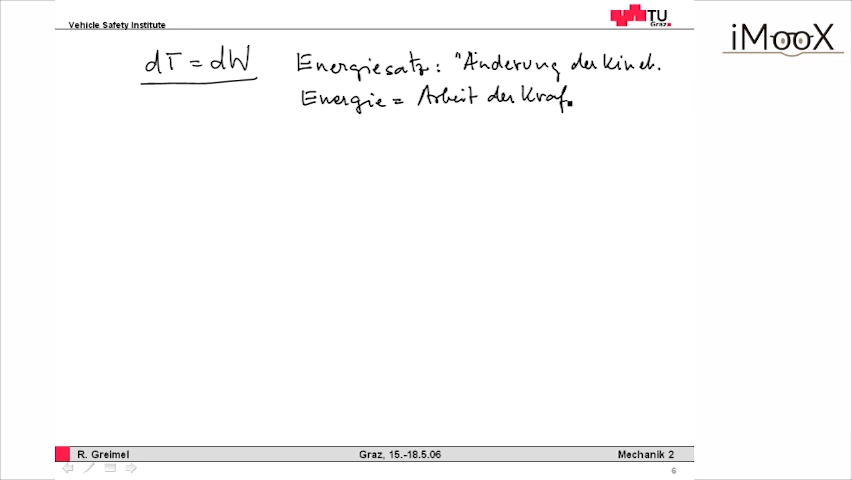 Vehicle Safety Institute
TU
Graz
iMooX
dT = dW Energiesatz: "Änderung der kinet.
Energie = Arbeit der Kraf
R. Greimel Graz, 15.-18.5.06 Mechanik 2
6